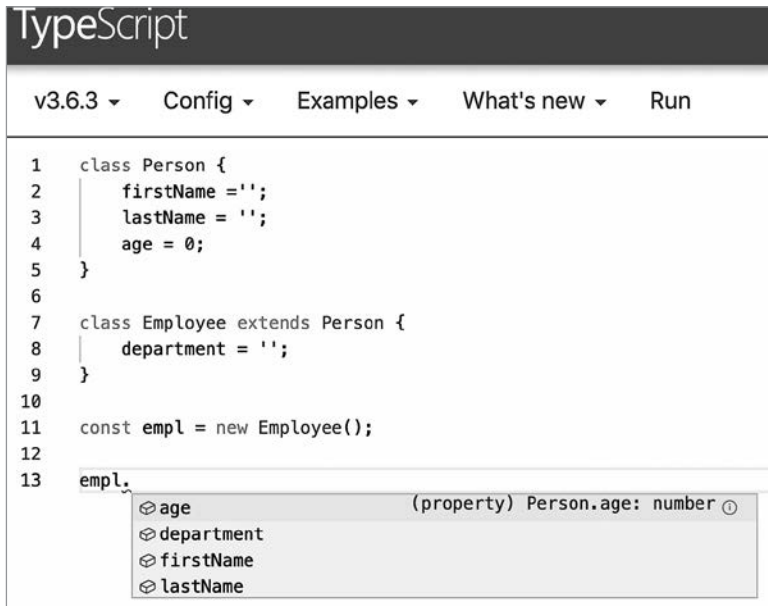 TypeScript
v3.6.3 Config Examples What's new Run
1 class Person {
2 firstName ='';
3 lastName = '';
4 age = 0;
5 }
6
7 class Employee extends Person {
8 department = '';
9 }
10
11 const empl = new Employee();
12
13 empl.
age (property) Person.age: number
department
firstName
lastName